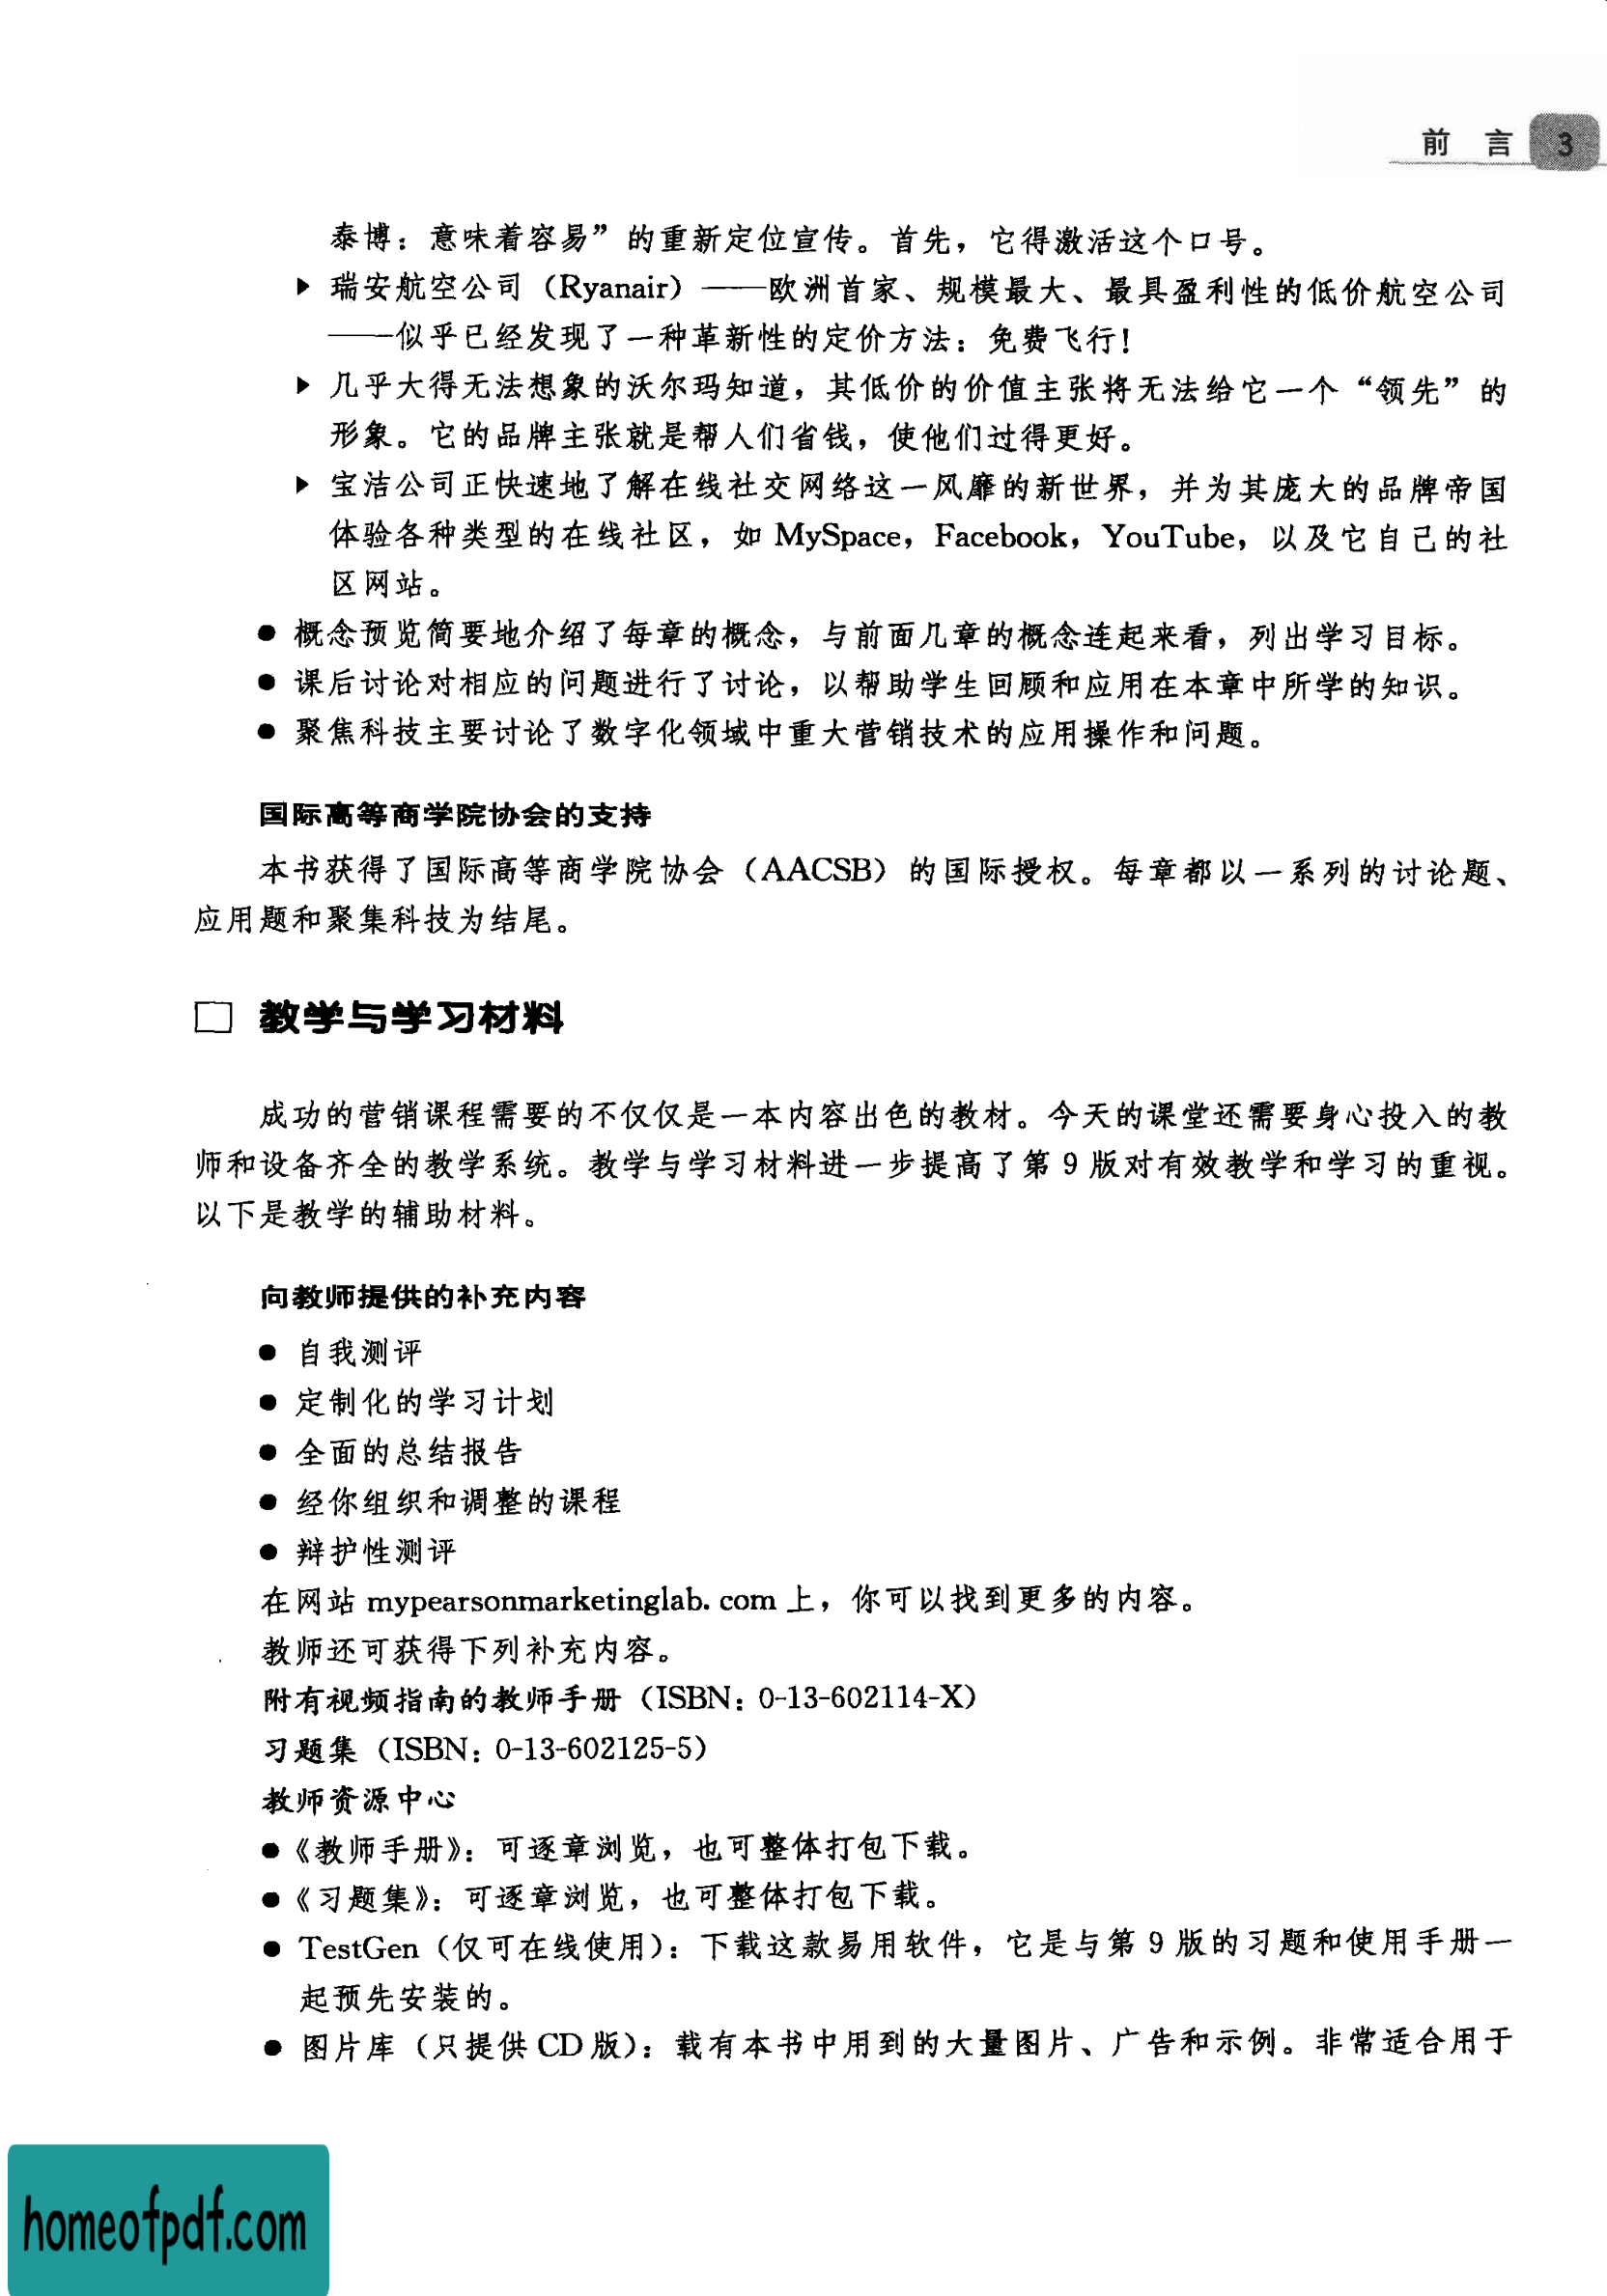 前 言 3
泰博：意味着容易”的重新定位宣传。首先，它得激活这个口号。
▶ 瑞安航空公司（Ryanair）——欧洲首家、规模最大、最具盈利性的低价航空公司
——似乎已经发现了一种革新性的定价方法：免费飞行！
▶ 几乎大得无法想象的沃尔玛知道，其低价的价值主张将无法给它一个“领先”的
形象。它的品牌主张就是帮人们省钱，使他们过得更好。
▶ 宝洁公司正快速地了解在线社交网络这一风靡的新世界，并为其庞大的品牌帝国
体验各种类型的在线社区，如 MySpace，Facebook，YouTube，以及它自己的社
区网站。
● 概念预览简要地介绍了每章的概念，与前面几章的概念连起来看，列出学习目标。
● 课后讨论对相应的问题进行了讨论，以帮助学生回顾和应用在本章中所学的知识。
● 聚焦科技主要讨论了数字化领域中重大营销技术的应用操作和问题。
国际高等商学院协会的支持
本书获得了国际高等商学院协会（AACSB）的国际授权。每章都以一系列的讨论题、
应用题和聚集科技为结尾。
□ 教学与学习材料
成功的营销课程需要的不仅仅是一本内容出色的教材。今天的课堂还需要身心投入的教
师和设备齐全的教学系统。教学与学习材料进一步提高了第 9 版对有效教学和学习的重视。
以下是教学的辅助材料。
向教师提供的补充内容
● 自我测评
● 定制化的学习计划
● 全面的总结报告
● 经你组织和调整的课程
● 辩护性测评
在网站 mypearsonmarketinglab. com 上，你可以找到更多的内容。
教师还可获得下列补充内容。
附有视频指南的教师手册（ISBN：0-13-602114-X）
习题集（ISBN：0-13-602125-5）
教师资源中心
●《教师手册》：可逐章浏览，也可整体打包下载。
●《习题集》：可逐章浏览，也可整体打包下载。
● TestGen（仅可在线使用）：下载这款易用软件，它是与第 9 版的习题和使用手册一
起预先安装的。
● 图片库（只提供 CD 版）：载有本书中用到的大量图片、广告和示例。非常适合用于
homeofpdf.com